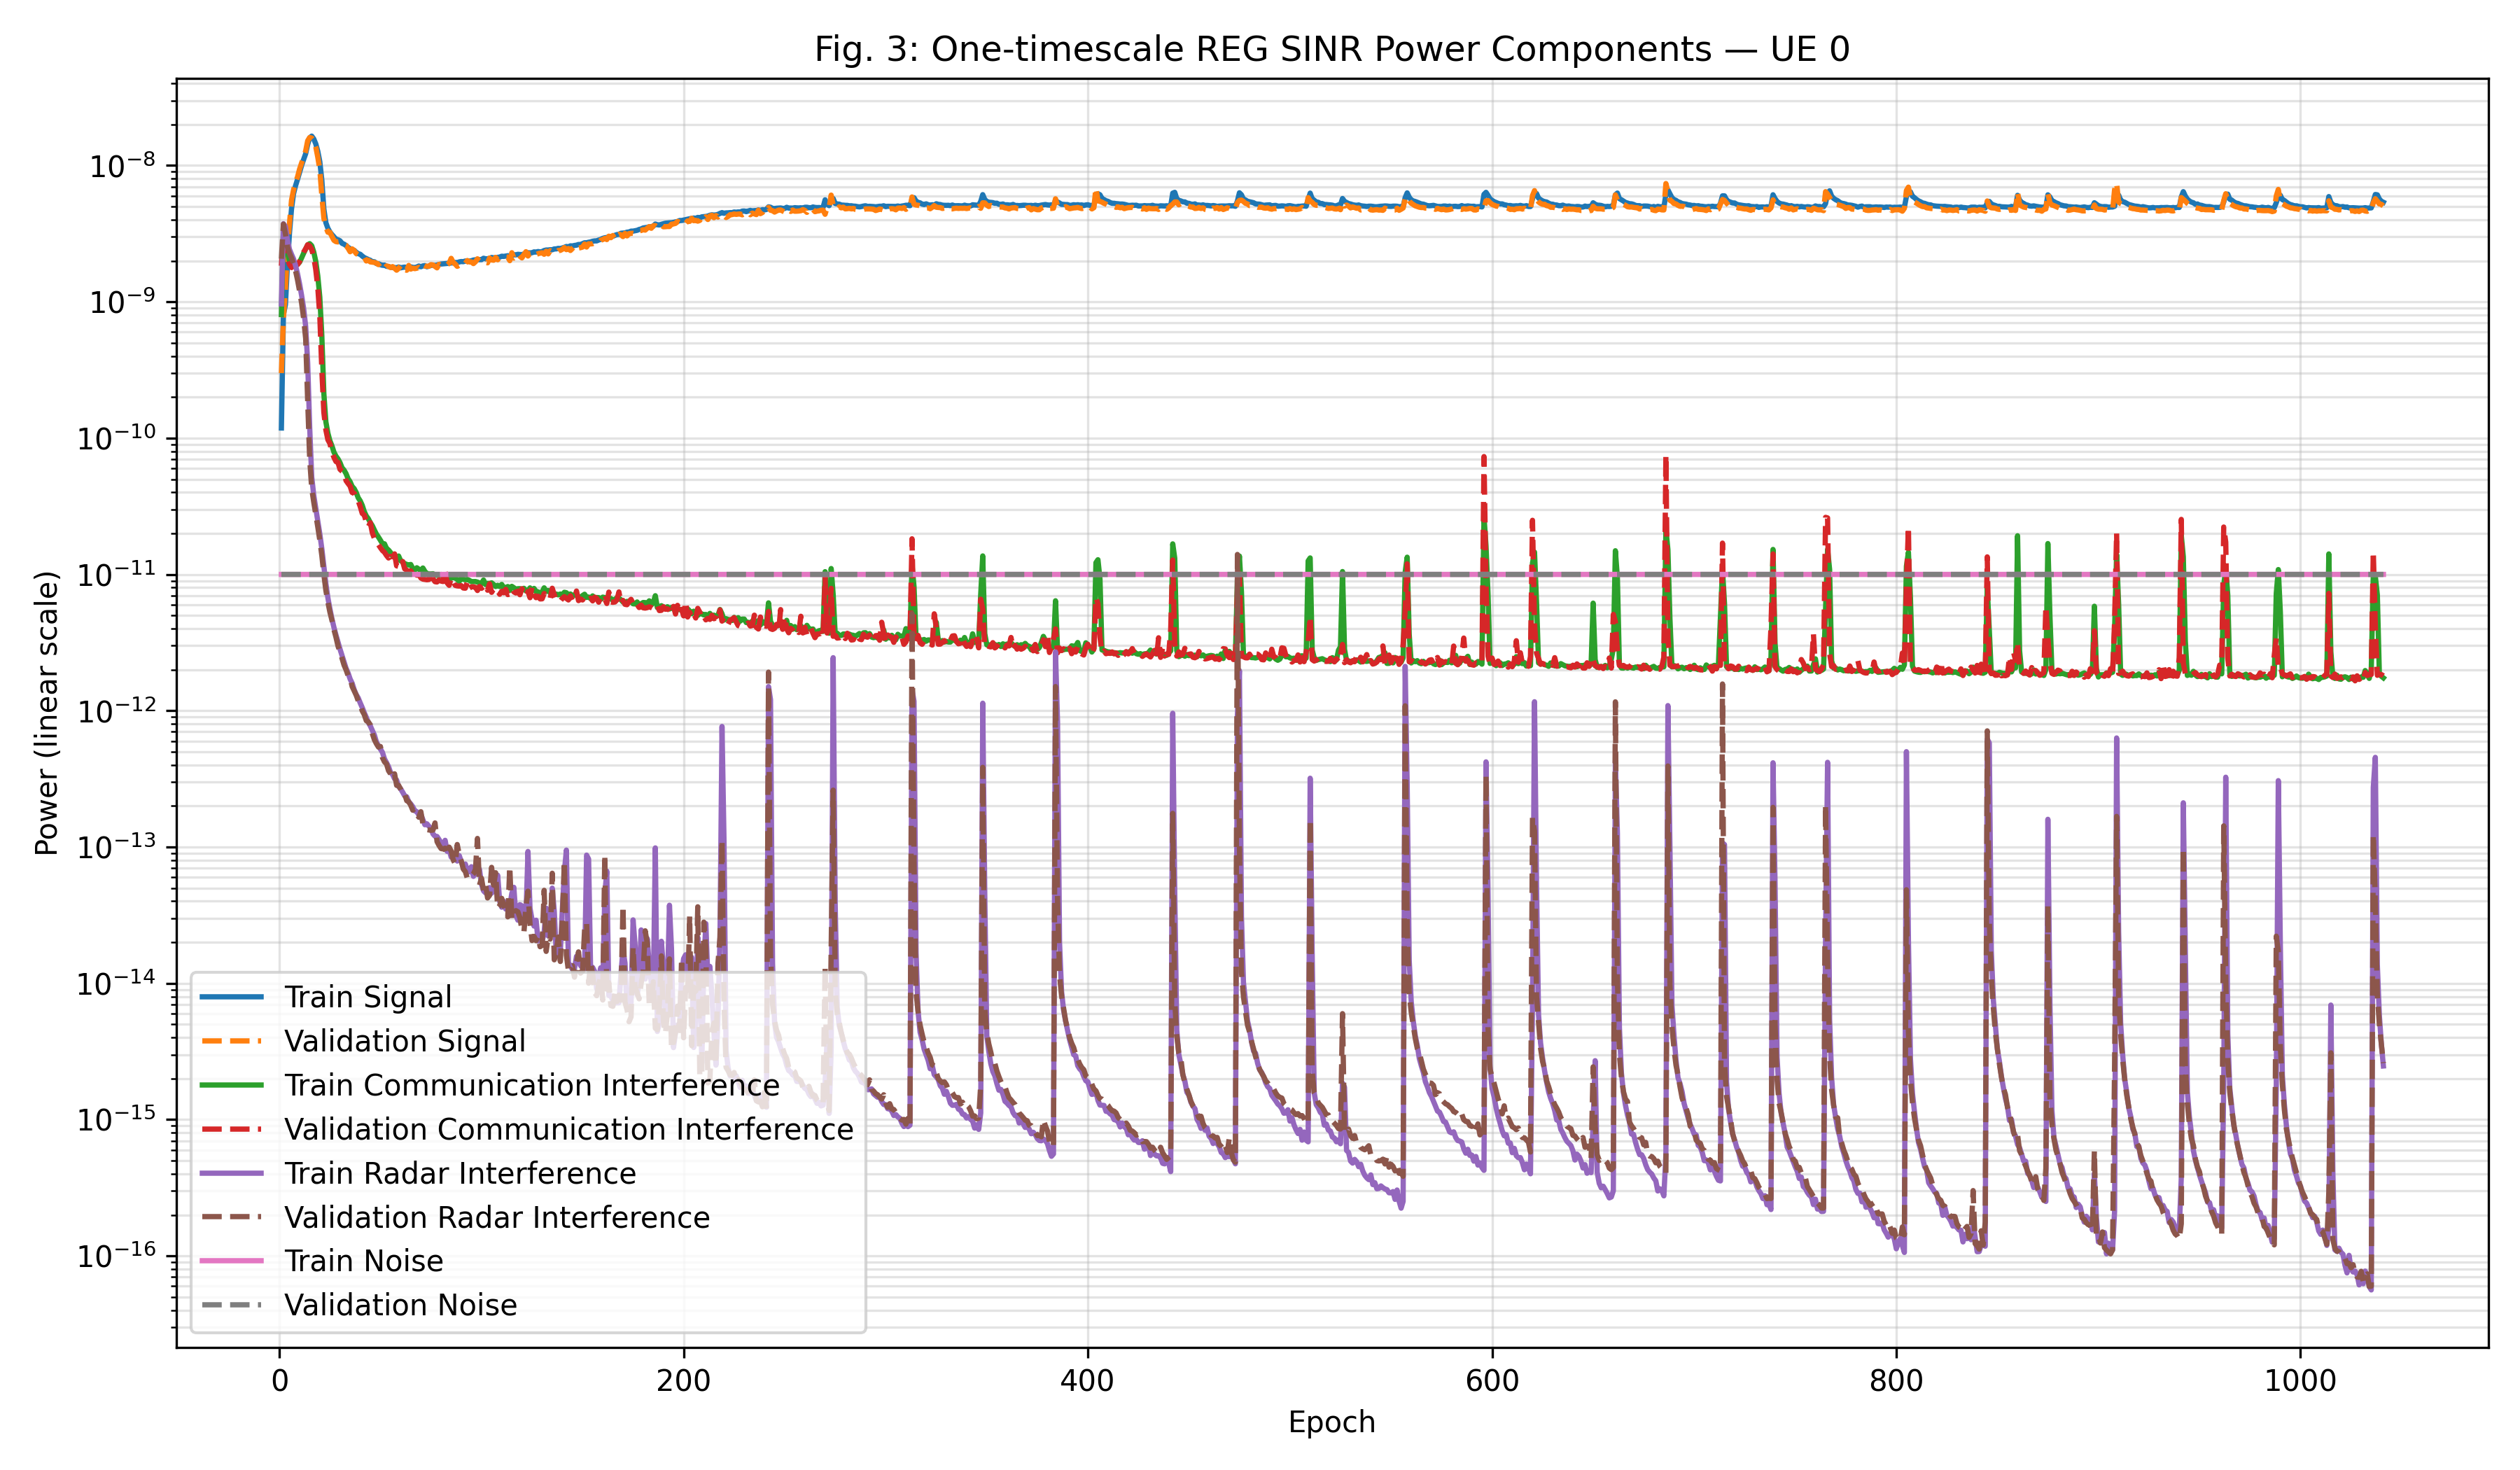 Fig. 3: One-timescale REG SINR Power Components — UE 0
Power (linear scale)
10⁻⁸
10⁻⁹
10⁻¹⁰
10⁻¹¹
10⁻¹²
10⁻¹³
10⁻¹⁴
10⁻¹⁵
10⁻¹⁶
Train Signal
Validation Signal
Train Communication Interference
Validation Communication Interference
Train Radar Interference
Validation Radar Interference
Train Noise
Validation Noise
0 200 400 600 800 1000
Epoch